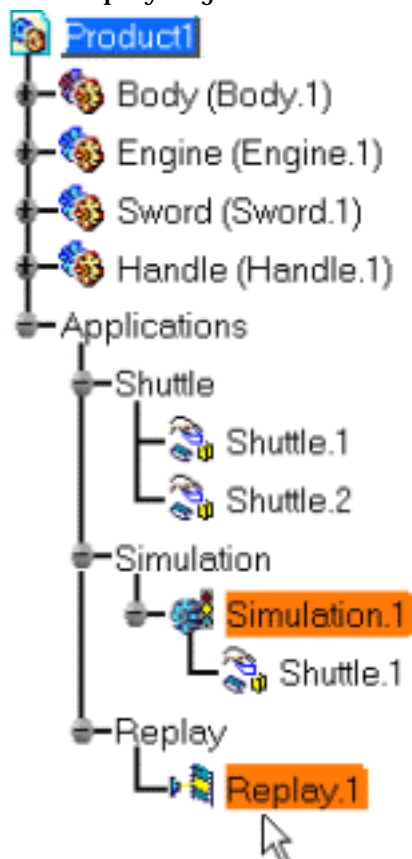 Product1
Body (Body.1)
Engine (Engine.1)
Sword (Sword.1)
Handle (Handle.1)
Applications
Shuttle
Shuttle.1
Shuttle.2
Simulation
Simulation.1
Shuttle.1
Replay
Replay.1